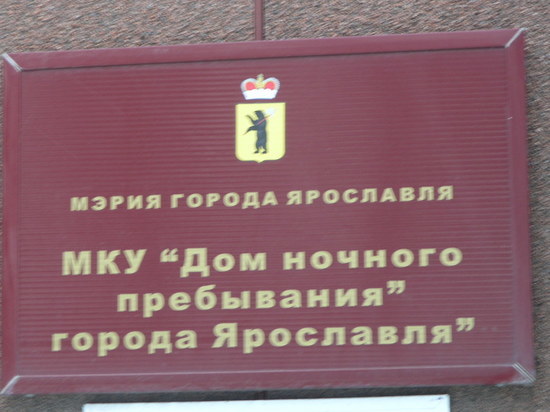 МЭРИЯ ГОРОДА ЯРОСЛАВЛЯ
МКУ “Дом ночного
пребывания”
города Ярославля”